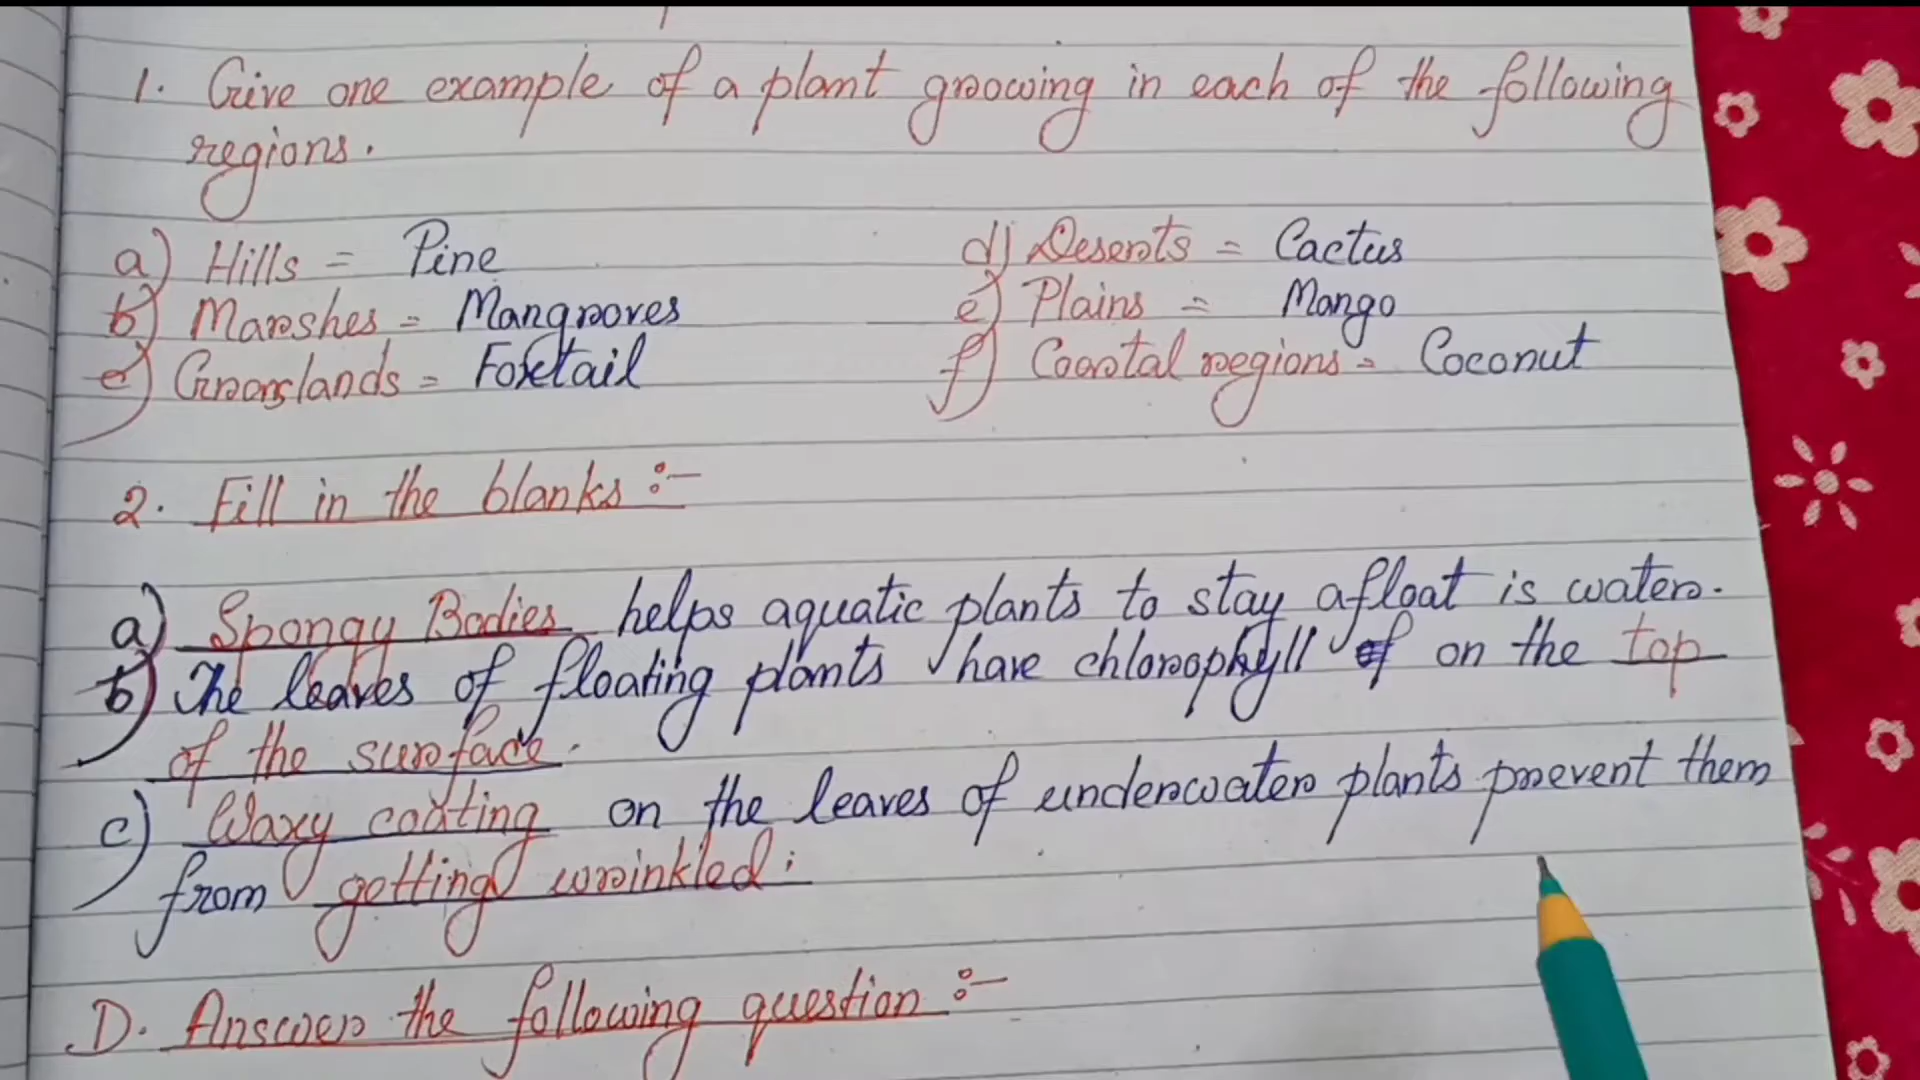 1. Give one example of a plant growing in each of the following
regions.
a) Hills = Pine
b) Marshes = Mangroves
c) Grasslands = Foxetail
d) Deserts = Cactus
e) Plains = Mango
f) Coastal regions = Coconut
2. Fill in the blanks :-
a) Spongy Bodies helps aquatic plants to stay afloat is water.
b) The leaves of floating plants have chlorophyll of on the top
of the surface.
c) Waxy coating on the leaves of underwater plants prevent them
from getting wrinkled.
D. Answer the following question :-